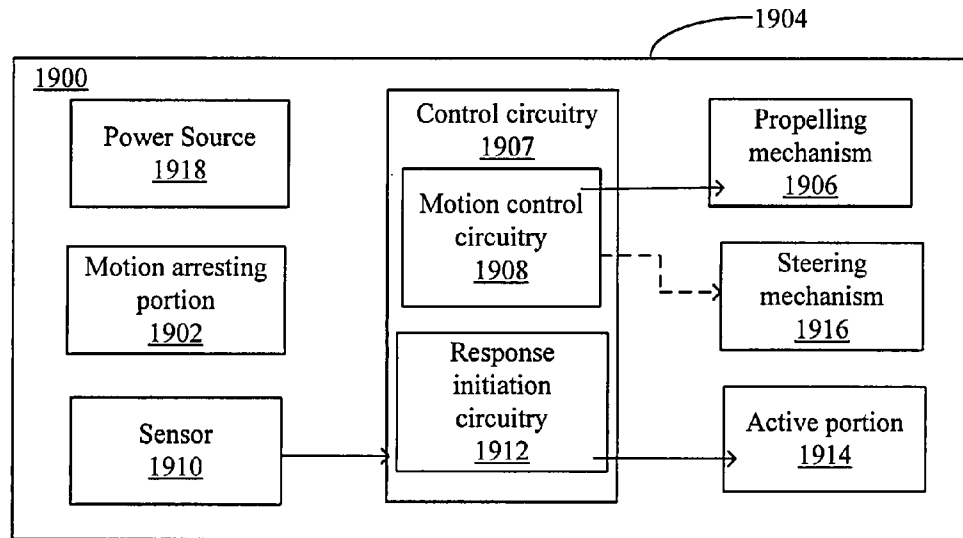 1904
1900
Power Source
1918
Motion arresting
portion
1902
Sensor
1910
Control circuitry
1907
Motion control
circuitry
1908
Response
initiation
circuitry
1912
Propelling
mechanism
1906
Steering
mechanism
1916
Active portion
1914